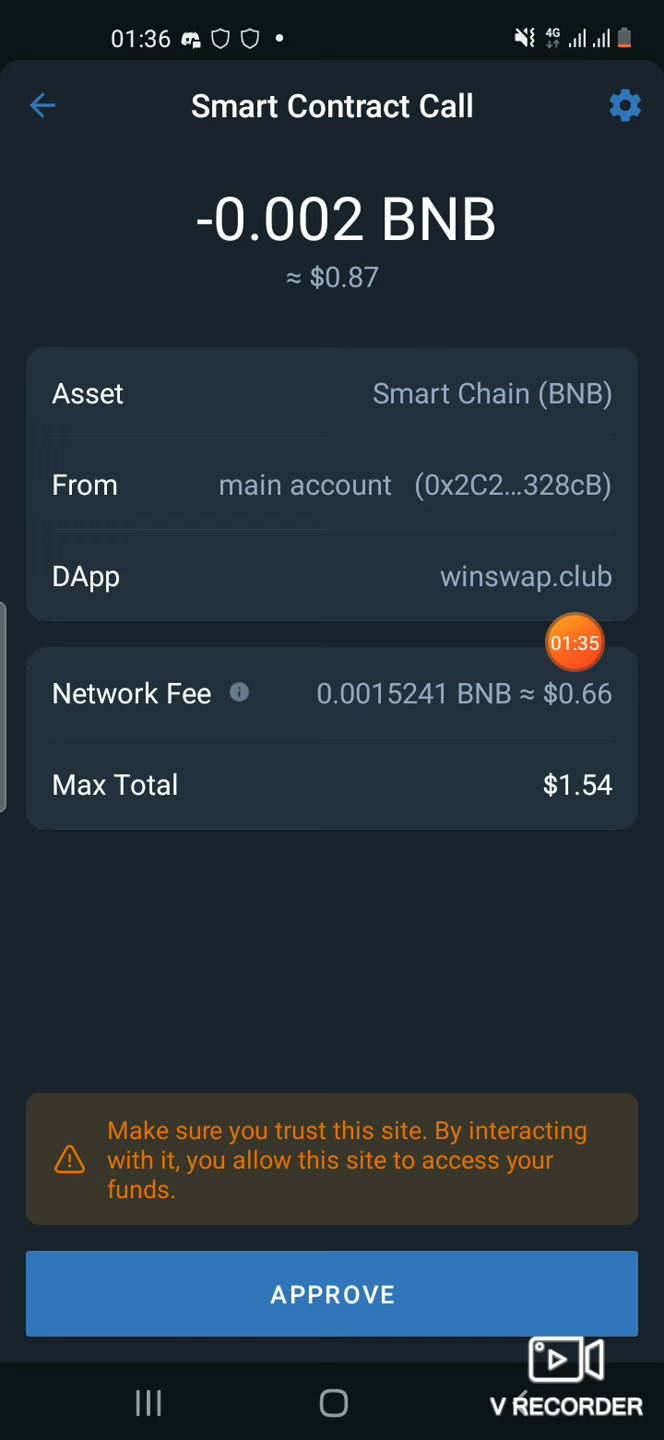 01:36 4G
Smart Contract Call
-0.002 BNB
≈ $0.87
Asset Smart Chain (BNB)
From main account (0x2C2...328cB)
DApp winswap.club
01:35
Network Fee 0.0015241 BNB ≈ $0.66
Max Total $1.54
Make sure you trust this site. By interacting
with it, you allow this site to access your
funds.
APPROVE
V RECORDER